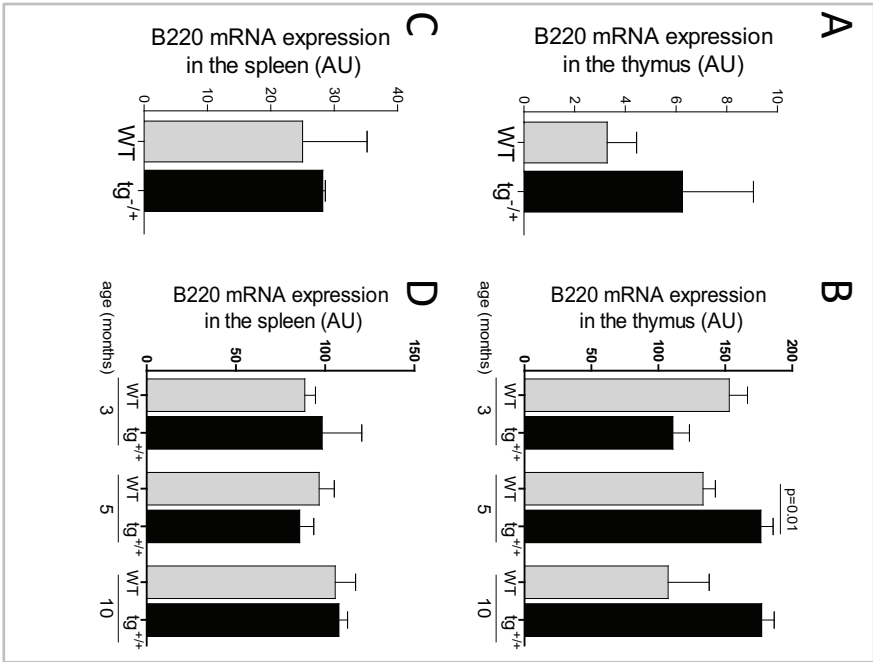 A
B220 mRNA expression
in the thymus (AU)
10
8
6
4
2
0
WT
tg-/+
B
B220 mRNA expression
in the thymus (AU)
200
150
100
50
0
p=0.01
WT tg+/+ WT tg+/+ WT tg+/+
age (months) 3 5 10
C
B220 mRNA expression
in the spleen (AU)
40
30
20
10
0
WT
tg-/+
D
B220 mRNA expression
in the spleen (AU)
150
100
50
0
WT tg+/+ WT tg+/+ WT tg+/+
age (months) 3 5 10